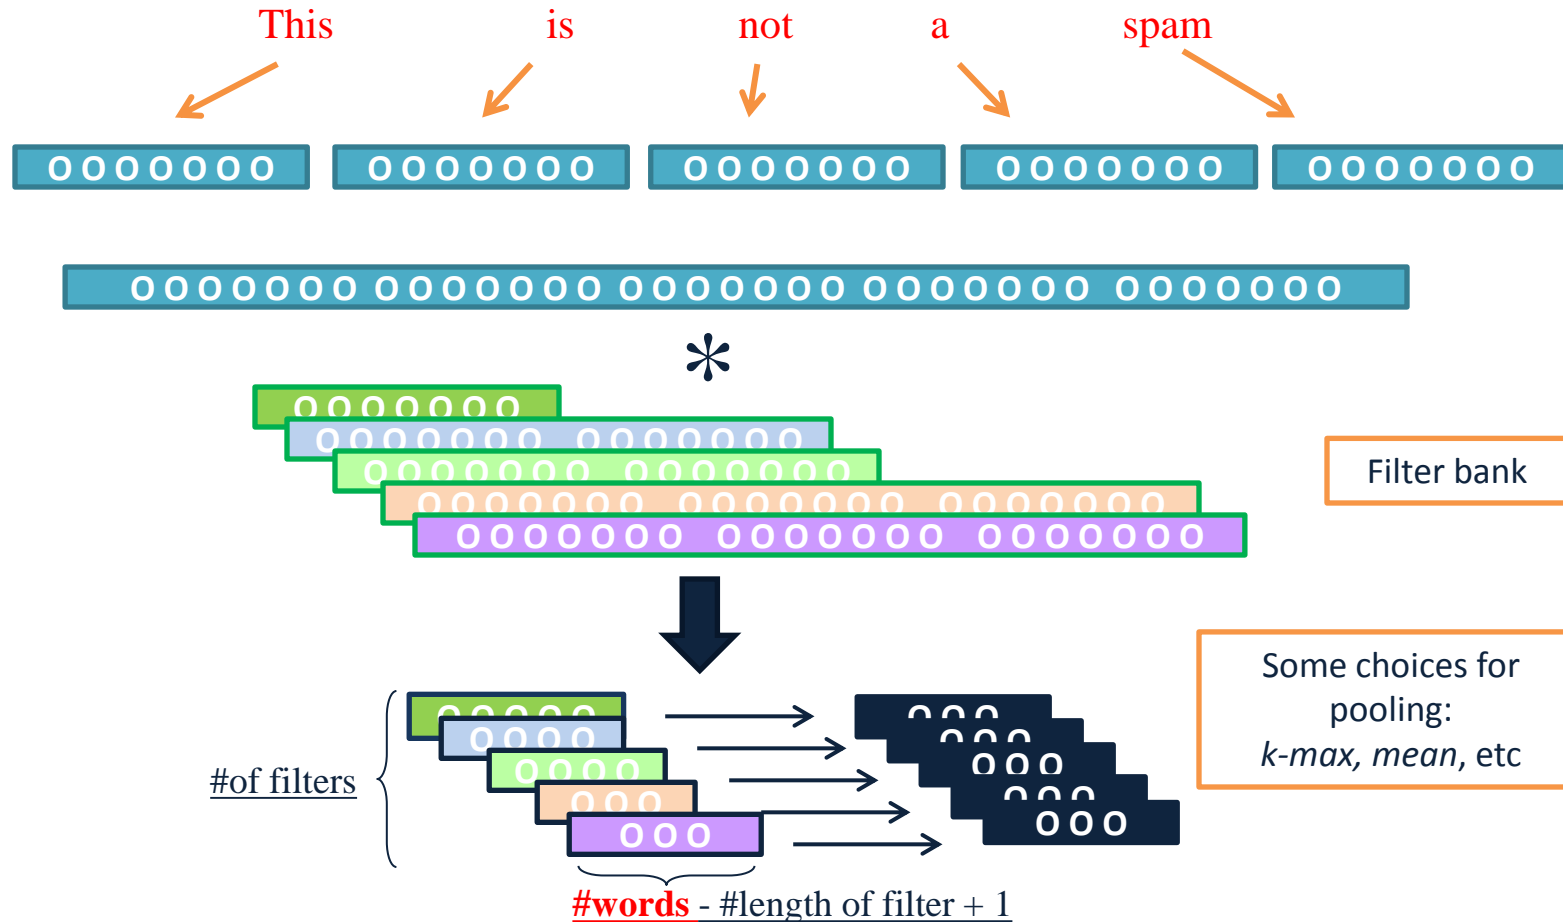 This is not a spam
O O O O O O O O O O O O O O O O O O O O O O O O O O O O O O O O O O O
O O O O O O O O O O O O O O O O O O O O O O O O O O O O O O O O O O O
*
O O O O O O O
O O O O O O O O O O O O O O
O O O O O O O O O O O O O O
Filter bank
O O O O O O O O O O O O O O O O O O O O O
O O O O O O O O O O O O O O O O O O O O O
Some choices for
pooling:
k-max, mean, etc
O O O O O O O O
O O O O O O O
#of filters
O O O O O O O
O O O O O O
O O O O O O
#words - #length of filter + 1